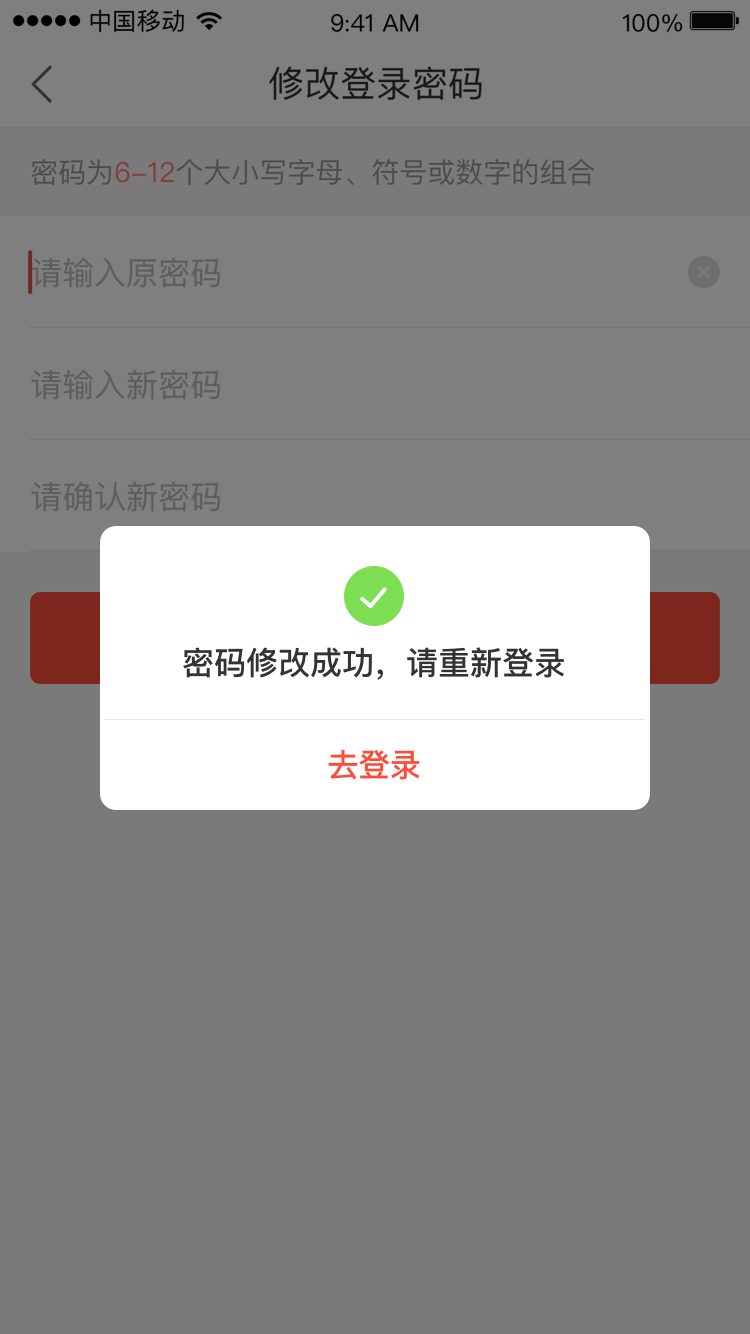 中国移动 9:41 AM 100%
修改登录密码
密码为6-12个大小写字母、符号或数字的组合
请输入原密码
请输入新密码
请确认新密码
密码修改成功，请重新登录
去登录